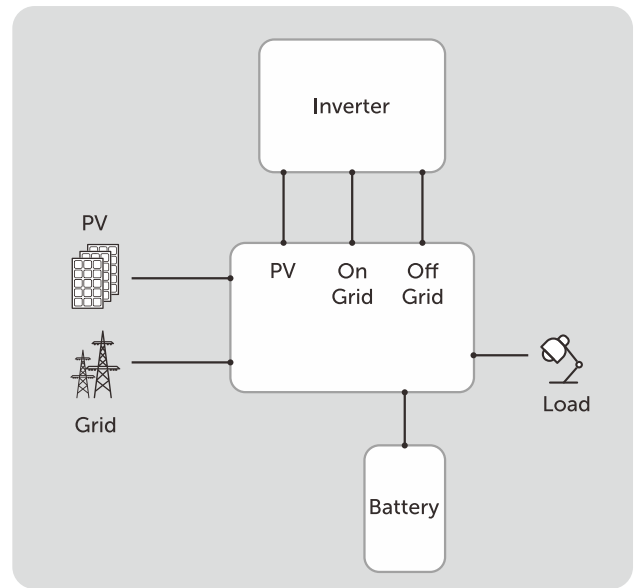 Inverter
PV
PV
On
Grid
Off
Grid
Grid
Load
Battery